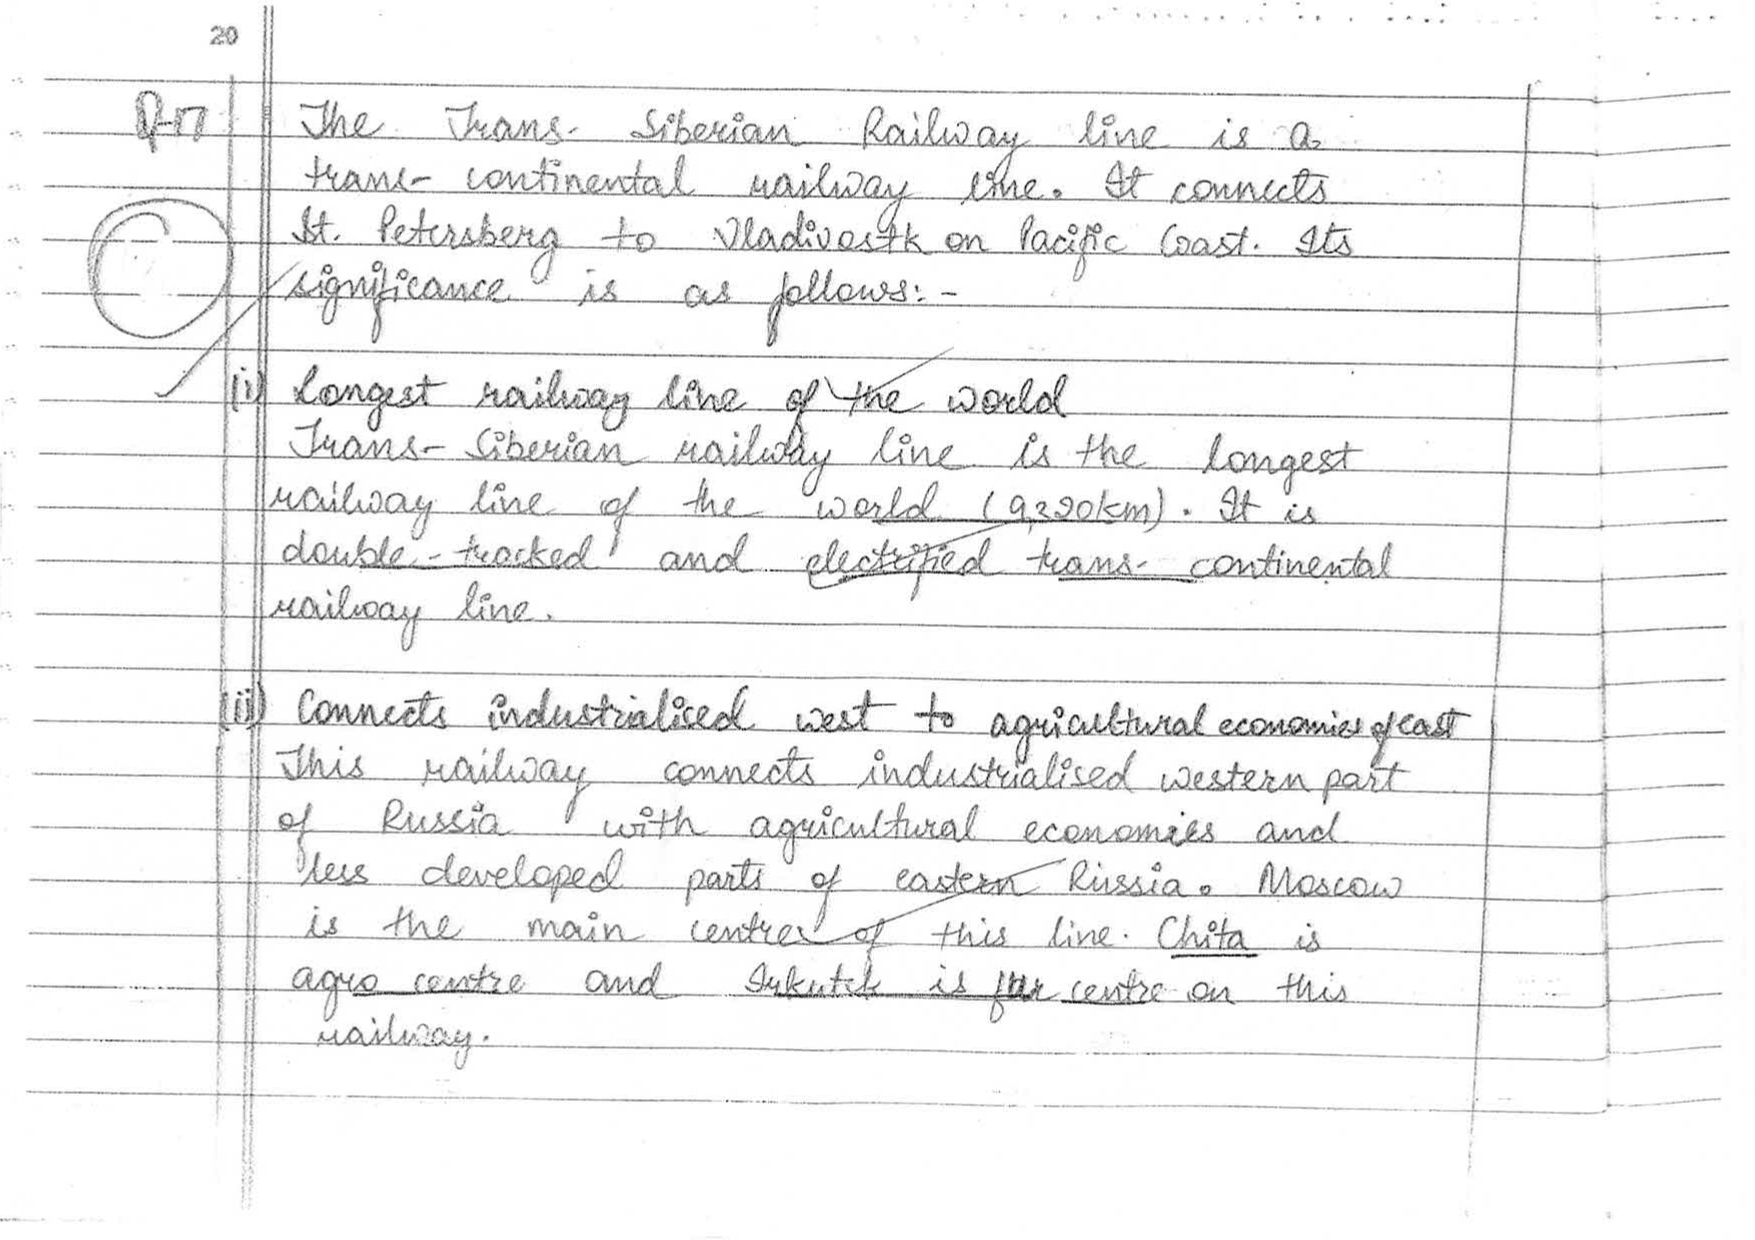 20
Q-17 The Trans- Siberian Railway line is a
trans- continental railway line. It connects
St. Petersberg to Vladivostk on Pacific Coast. Its
significance is as follows:-
(i) Longest railway line of the world
Trans- Siberian railway line is the longest
railway line of the world (9,320km). It is
double-tracked and electrified trans- continental
railway line.
(ii) Connects industrialised west to agricultural economies of east
This railway connects industrialised western part
of Russia with agricultural economies and
less developed parts of eastern Russia. Moscow
is the main centre of this line. Chita is
agro centre and Irkutsk is fur centre on this
railway.